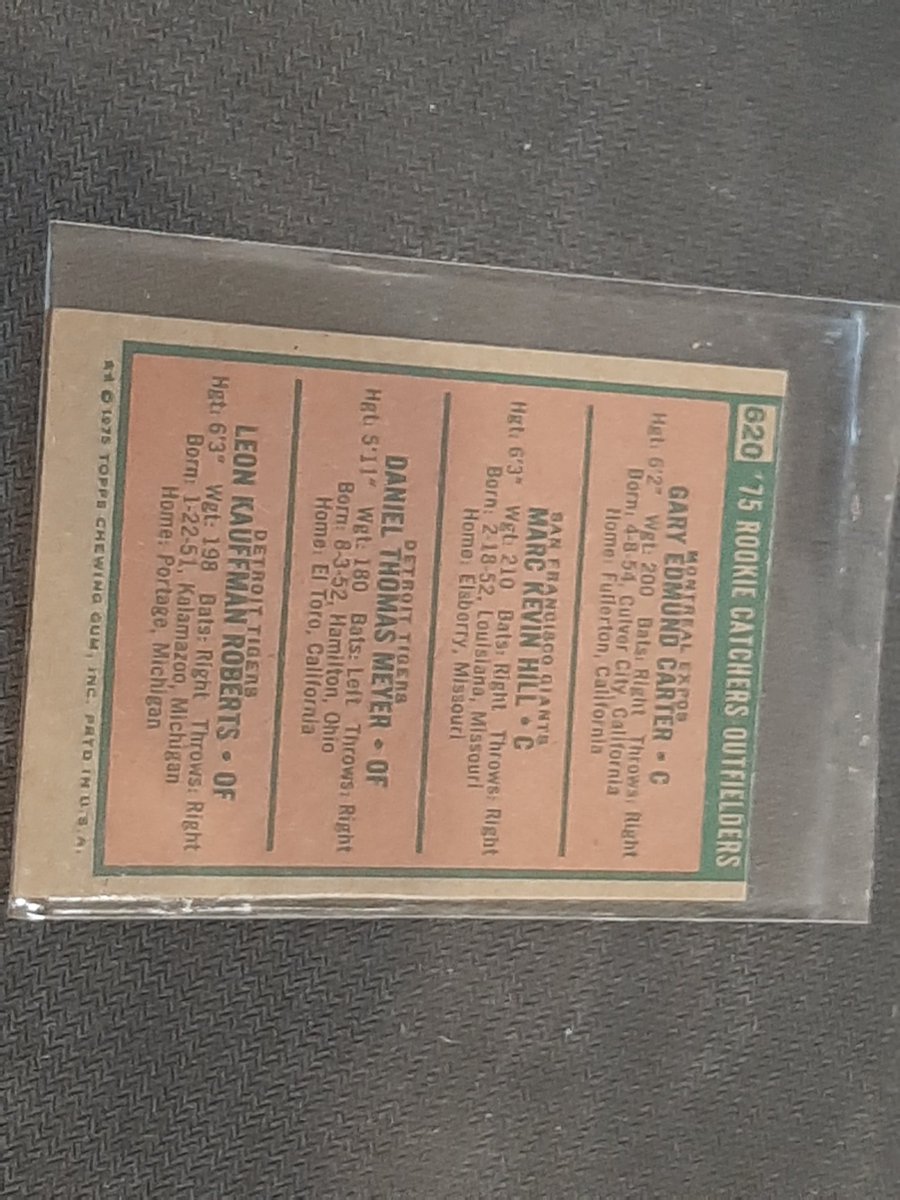 620 '75 ROOKIE CATCHERS OUTFIELDERS
MONTREAL EXPOS
GARY EDMUND CARTER • C
Hgt: 6'2" Wgt: 200 Bats: Right Throws: Right
Born: 4-8-54, Culver City, California
Home: Fullerton, California
SAN FRANCISCO GIANTS
MARC KEVIN HILL • C
Hgt: 6'3" Wgt: 210 Bats: Right Throws: Right
Born: 2-18-52, Louisiana, Missouri
Home: Elsberry, Missouri
DETROIT TIGERS
DANIEL THOMAS MEYER • OF
Hgt: 5'11" Wgt: 180 Bats: Left Throws: Right
Born: 8-3-52, Hamilton, Ohio
Home: El Toro, California
DETROIT TIGERS
LEON KAUFFMAN ROBERTS • OF
Hgt: 6'3" Wgt: 198 Bats: Right Throws: Right
Born: 1-22-51, Kalamazoo, Michigan
Home: Portage, Michigan
** © 1975 TOPPS CHEWING GUM, INC. PRTD IN U.S.A.